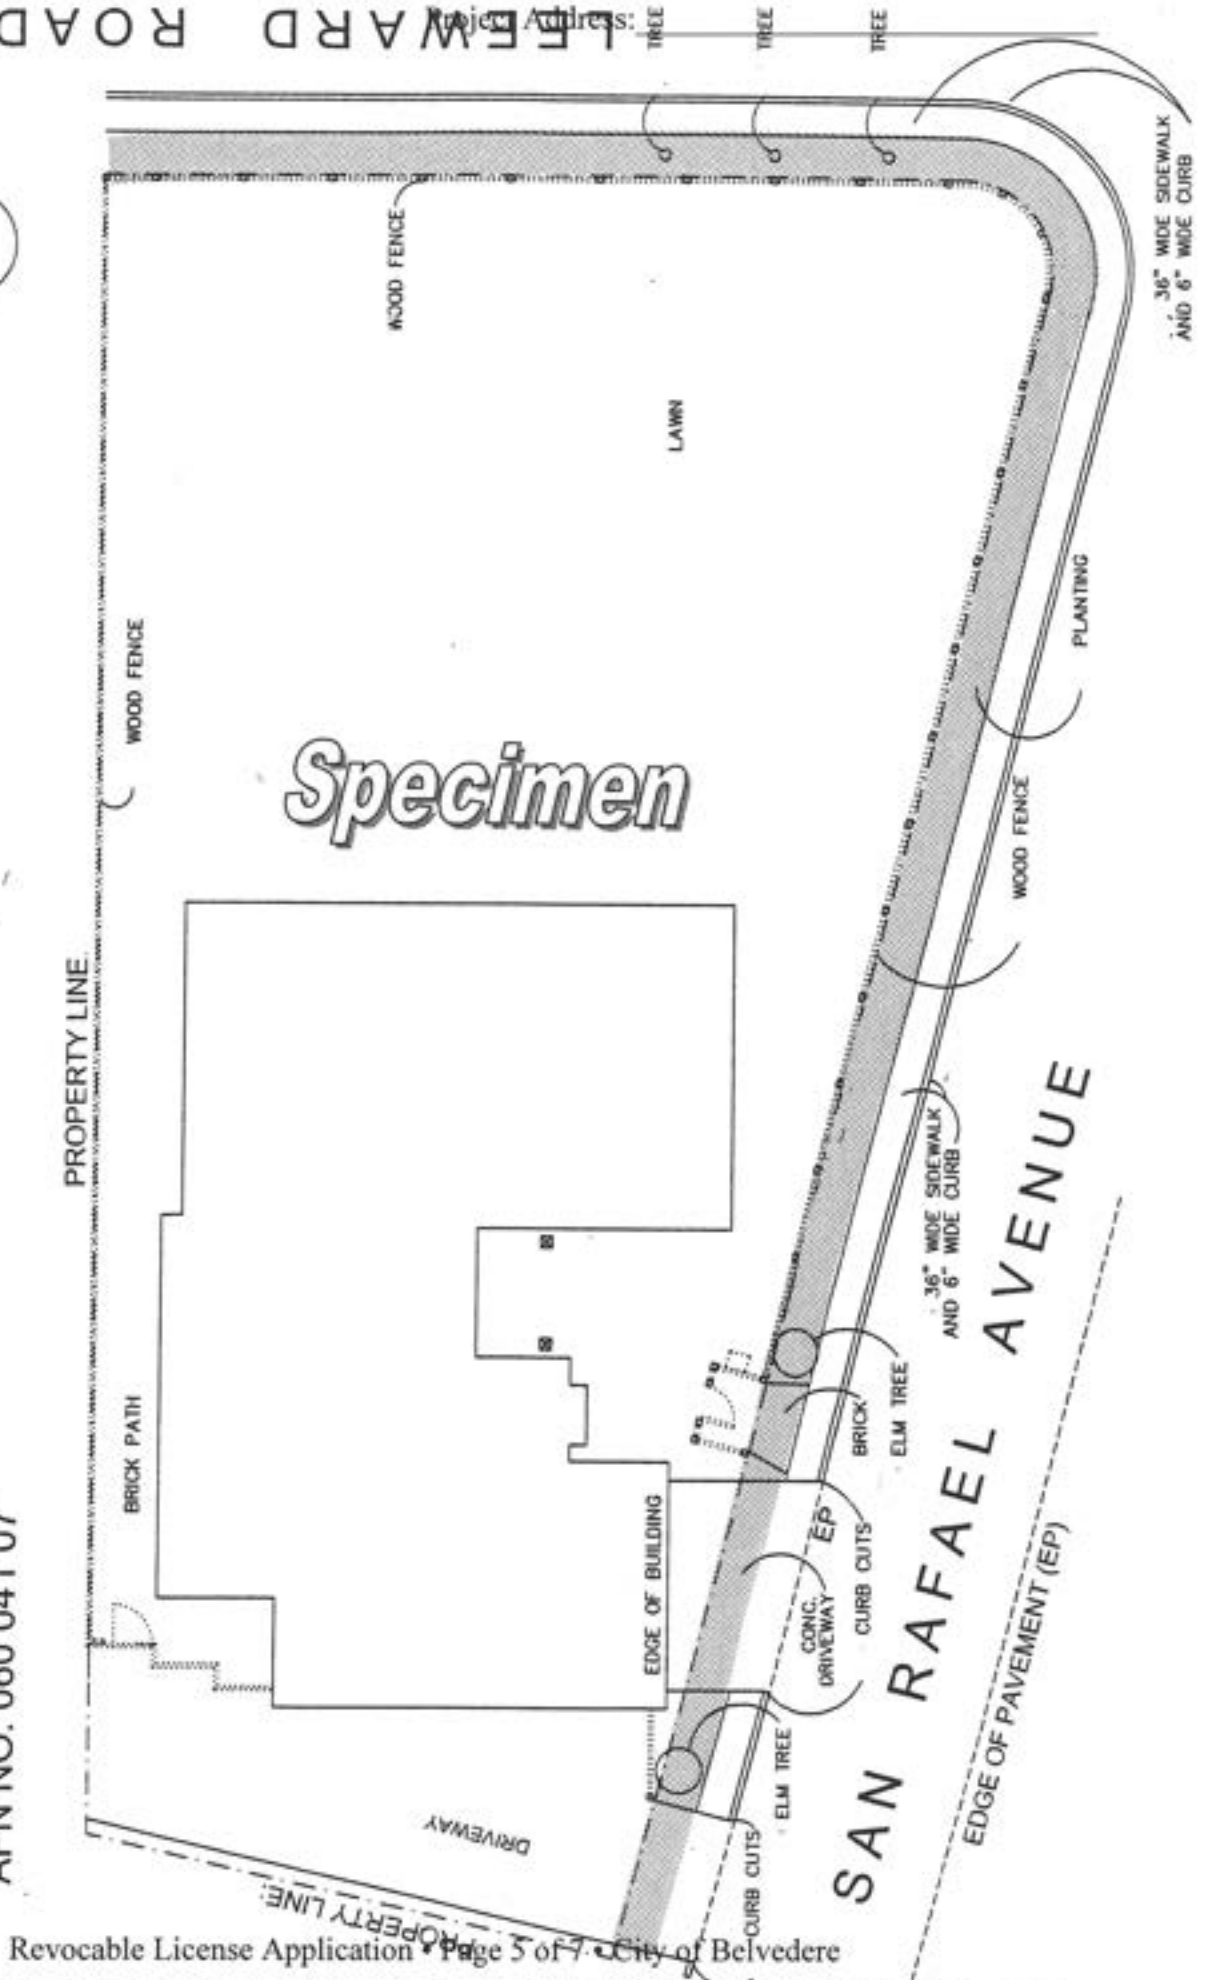 Project Address:
LEEWARD ROAD
TREE
TREE
TREE
36" WIDE SIDEWALK
AND 6" WIDE CURB
WOOD FENCE
LAWN
WOOD FENCE
PLANTING
Specimen
WOOD FENCE
PROPERTY LINE
36" WIDE SIDEWALK
AND 6" WIDE CURB
SAN RAFAEL AVENUE
BRICK PATH
BRICK
ELM TREE
EDGE OF BUILDING
EP
CURB CUTS
CONC.
DRIVEWAY
EDGE OF PAVEMENT (EP)
ELM TREE
CURB CUTS
DRIVEWAY
PROPERTY LINE
Revocable License Application • Page 5 of 7 • City of Belvedere